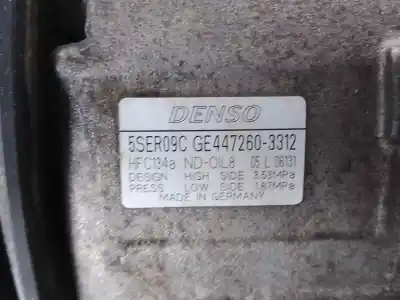 DENSO
5SER09C GE447260-3312
HFC134a ND-OIL8 05 L 06131
DESIGN HIGH SIDE 3.53MPa
PRESS LOW SIDE 1.67MPa
MADE IN GERMANY